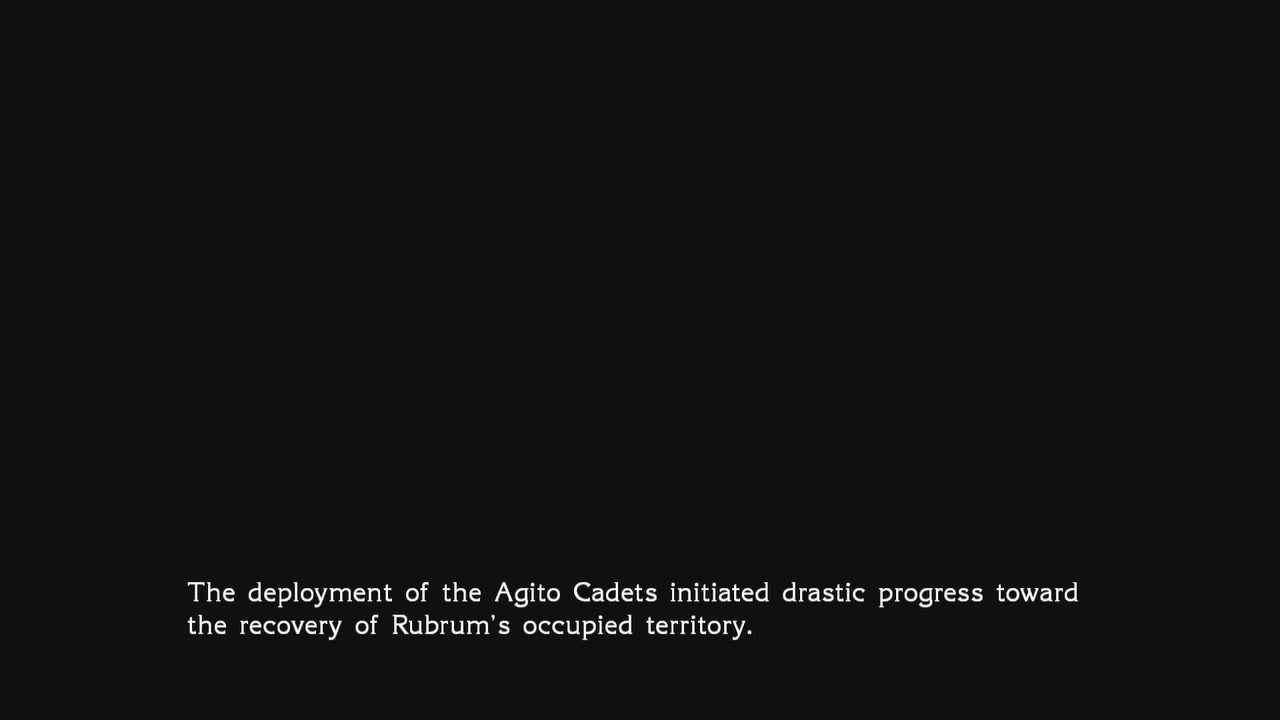 The deployment of the Agito Cadets initiated drastic progress toward
the recovery of Rubrum's occupied territory.